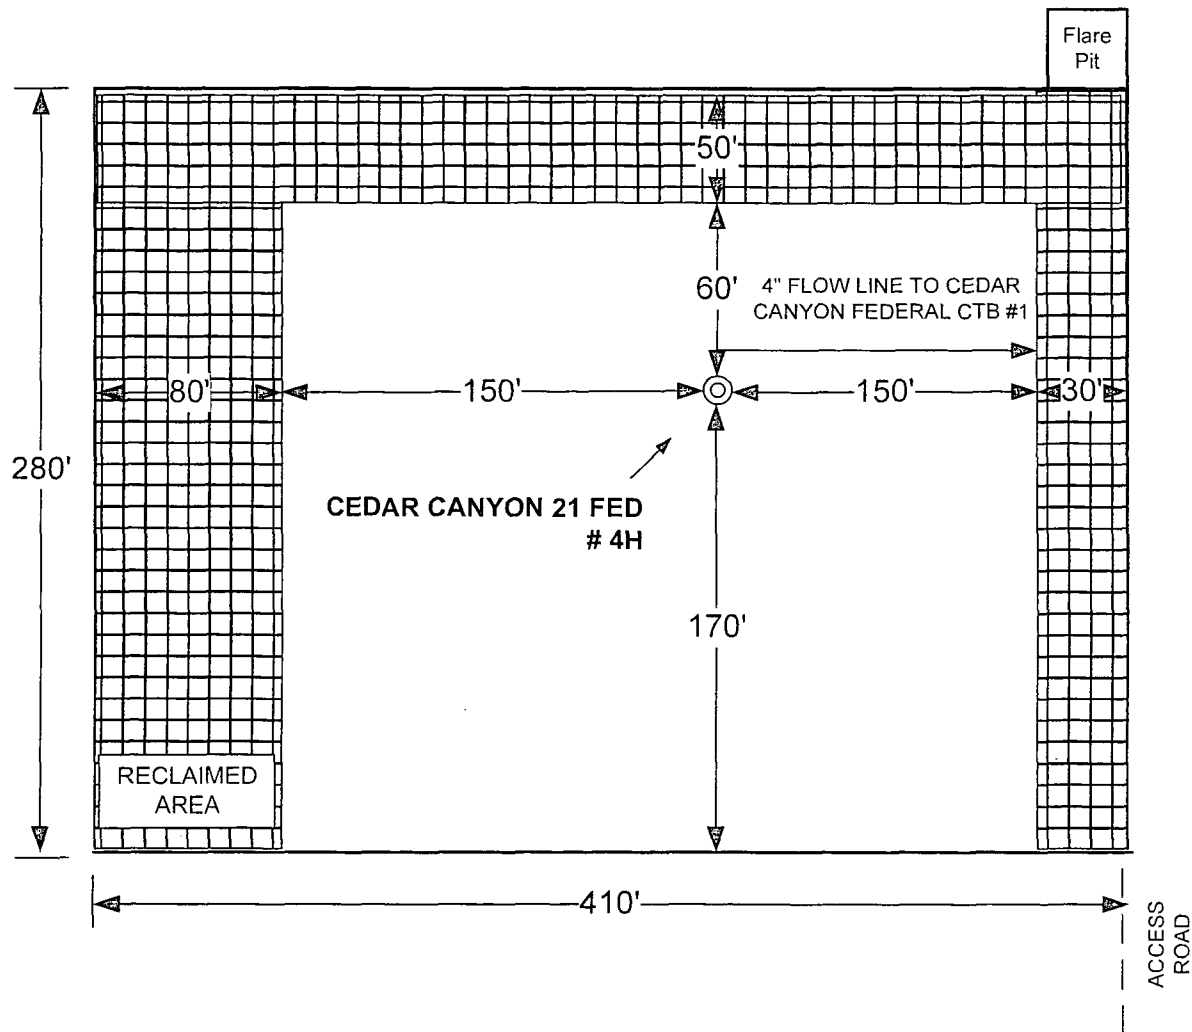 Flare
Pit
50'
60'
4" FLOW LINE TO CEDAR
CANYON FEDERAL CTB #1
80'
150'
150'
30'
280'
CEDAR CANYON 21 FED
# 4H
170'
RECLAIMED
AREA
410'
ACCESS
ROAD